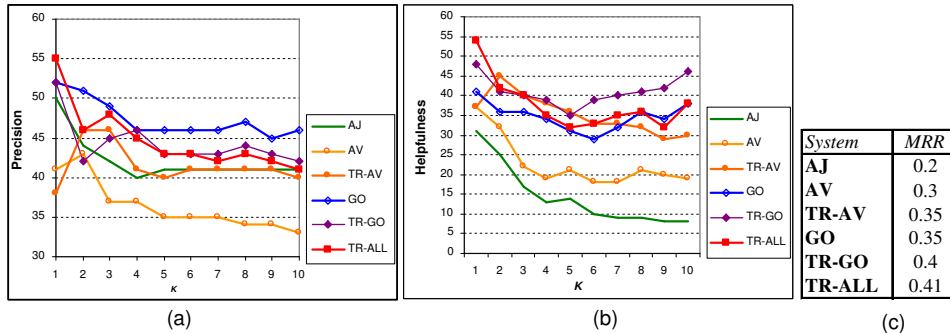 60
55
50
45
40
35
30
Precision
1 2 3 4 5 6 7 8 9 10
K
AJ
AV
TR-AV
GO
TR-GO
TR-ALL
(a)
60
55
50
45
40
35
30
25
20
15
10
5
0
Helpfulness
1 2 3 4 5 6 7 8 9 10
K
AJ
AV
TR-AV
GO
TR-GO
TR-ALL
(b)
System MRR
AJ 0.2
AV 0.3
TR-AV 0.35
GO 0.35
TR-GO 0.4
TR-ALL 0.41
(c)